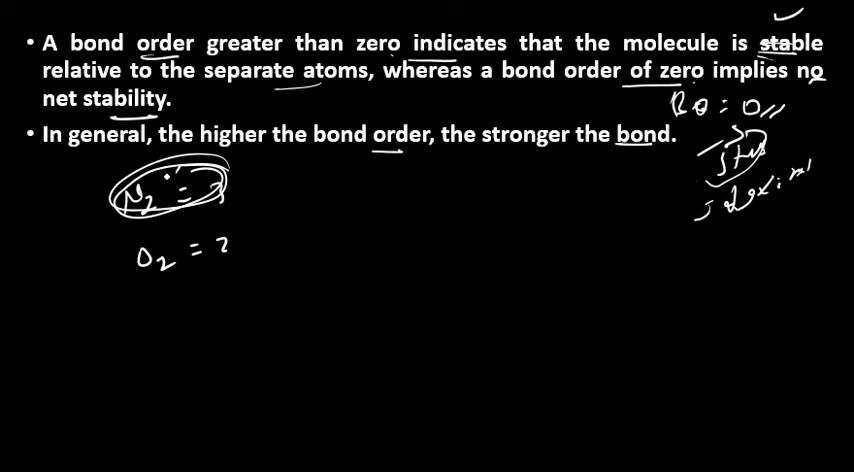 • A bond order greater than zero indicates that the molecule is stable
relative to the separate atoms, whereas a bond order of zero implies no
net stability.
BO = 0
• In general, the higher the bond order, the stronger the bond.
N2 = 3
O2 = 2